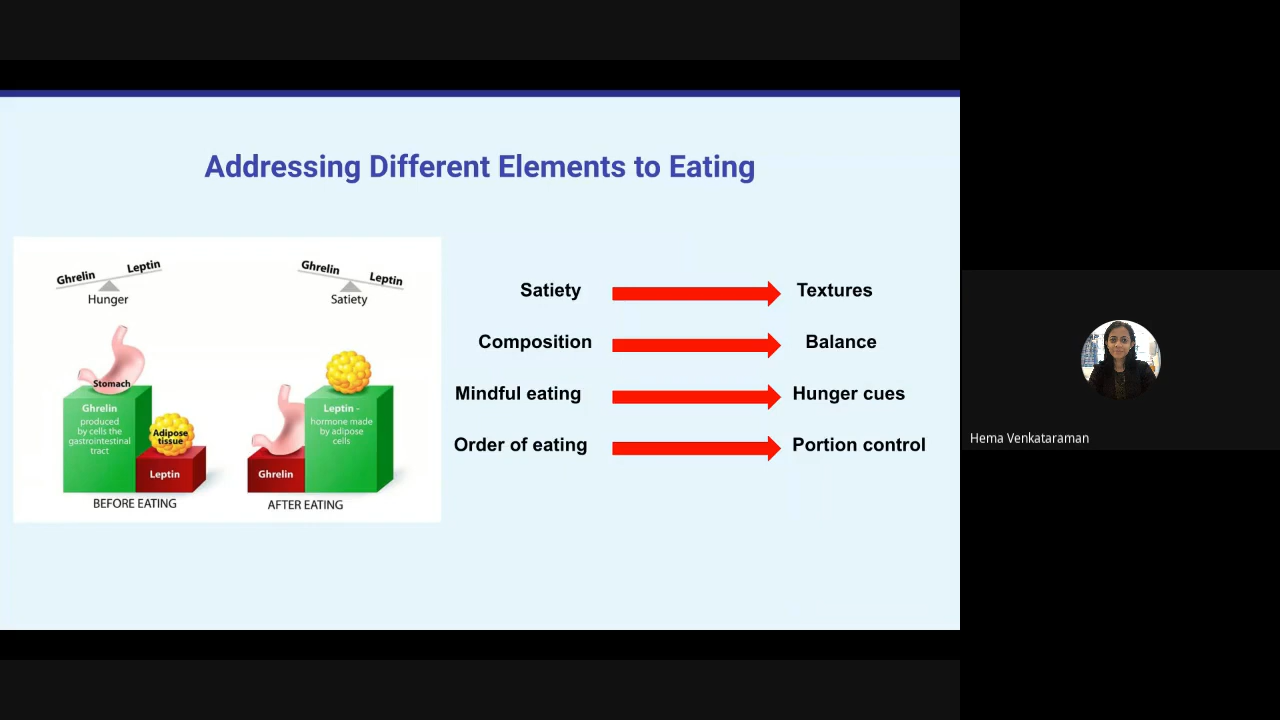 Addressing Different Elements to Eating
Ghrelin
Leptin
Hunger
Ghrelin
Leptin
Satiety
Stomach
Ghrelin
produced
by cells the
gastrointestinal
tract
Adipose
tissue
Leptin
BEFORE EATING
Leptin -
hormone made
by adipose
cells
Ghrelin
AFTER EATING
Satiety
Textures
Composition
Balance
Mindful eating
Hunger cues
Order of eating
Portion control
Hema Venkataraman